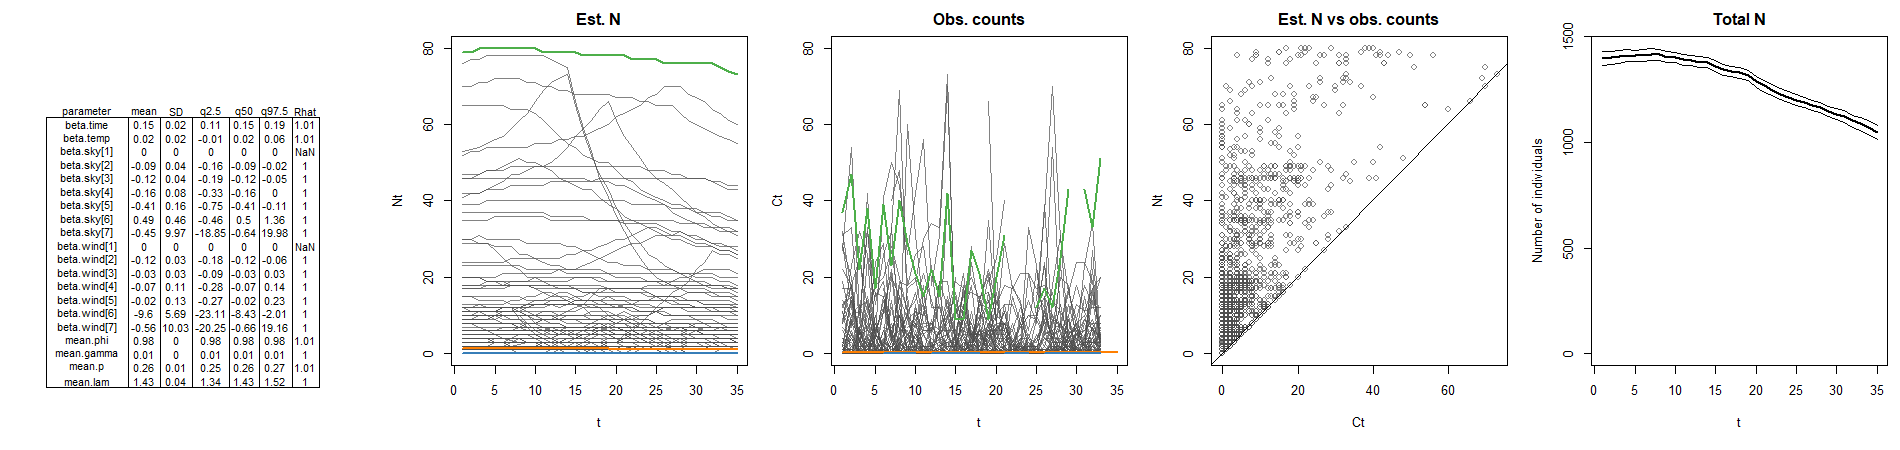 parameter mean SD q2.5 q50 q97.5 Rhat
beta.time 0.15 0.02 0.11 0.15 0.19 1.01
beta.temp 0.02 0.02 -0.01 0.02 0.06 1.01
beta.sky[1] 0 0 0 0 0 NaN
beta.sky[2] -0.09 0.04 -0.16 -0.09 -0.02 1
beta.sky[3] -0.12 0.04 -0.19 -0.12 -0.05 1
beta.sky[4] -0.16 0.08 -0.33 -0.16 0 1
beta.sky[5] -0.41 0.16 -0.75 -0.41 -0.11 1
beta.sky[6] 0.49 0.46 -0.46 0.5 1.36 1
beta.sky[7] -0.45 9.97 -18.85 -0.64 19.98 1
beta.wind[1] 0 0 0 0 0 NaN
beta.wind[2] -0.12 0.03 -0.18 -0.12 -0.06 1
beta.wind[3] -0.03 0.03 -0.09 -0.03 0.03 1
beta.wind[4] -0.07 0.11 -0.28 -0.07 0.14 1
beta.wind[5] -0.02 0.13 -0.27 -0.02 0.23 1
beta.wind[6] -9.6 5.69 -23.11 -8.43 -2.01 1
beta.wind[7] -0.56 10.03 -20.25 -0.66 19.16 1
mean.phi 0.98 0 0.98 0.98 0.98 1.01
mean.gamma 0.01 0 0.01 0.01 0.01 1
mean.p 0.26 0.01 0.25 0.26 0.27 1.01
mean.lam 1.43 0.04 1.34 1.43 1.52 1
Est. N
Nt
80
60
40
20
0
0 5 10 15 20 25 30 35
t
Obs. counts
Ct
80
60
40
20
0
0 5 10 15 20 25 30 35
t
Est. N vs obs. counts
Nt
80
60
40
20
0
0 20 40 60
Ct
Total N
Number of individuals
1500
1000
500
0
0 5 10 15 20 25 30 35
t